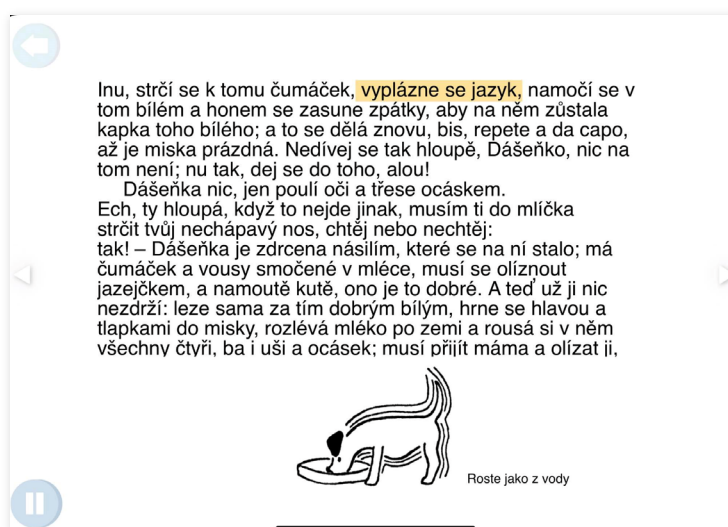 Inu, strčí se k tomu čumáček, vyplázne se jazyk, namočí se v
tom bílém a honem se zasune zpátky, aby na něm zůstala
kapka toho bílého; a to se dělá znovu, bis, repete a da capo,
až je miska prázdná. Nedívej se tak hloupě, Dášeňko, nic na
tom není; nu tak, dej se do toho, alou!
Dášeňka nic, jen poulí oči a třese ocáskem.
Ech, ty hloupá, když to nejde jinak, musím ti do mlíčka
strčit tvůj nechápavý nos, chtěj nebo nechtěj:
tak! – Dášeňka je zdrcena násilím, které se na ní stalo; má
čumáček a vousy smočené v mléce, musí se olíznout
jazejčkem, a namoutě kutě, ono je to dobré. A teď už ji nic
nezdrží: leze sama za tím dobrým bílým, hrne se hlavou a
tlapkami do misky, rozlévá mléko po zemi a rousá si v něm
všechny čtyři, ba i uši a ocásek; musí přijít máma a olízat ji,
Roste jako z vody